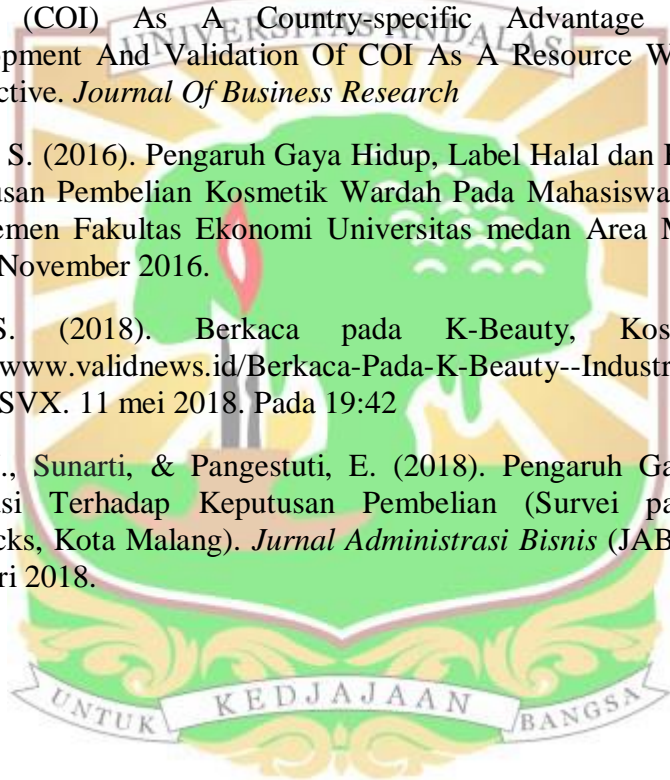 (COI) As A Country-specific Advantage
UNIVERSITAS ANDALAS
opment And Validation Of COI As A Resource W
ctive. Journal Of Business Research
S. (2016). Pengaruh Gaya Hidup, Label Halal dan
usan Pembelian Kosmetik Wardah Pada Mahasiswa
emen Fakultas Ekonomi Universitas medan Area M
November 2016.
S. (2018). Berkaca pada K-Beauty, Kos
www.validnews.id/Berkaca-Pada-K-Beauty--Industr
SVX. 11 mei 2018. Pada 19:42
., Sunarti, & Pangestuti, E. (2018). Pengaruh Ga
si Terhadap Keputusan Pembelian (Survei pa
cks, Kota Malang). Jurnal Administrasi Bisnis (JAB
ri 2018.
UNTUK KEDJAJAAN BANGSA